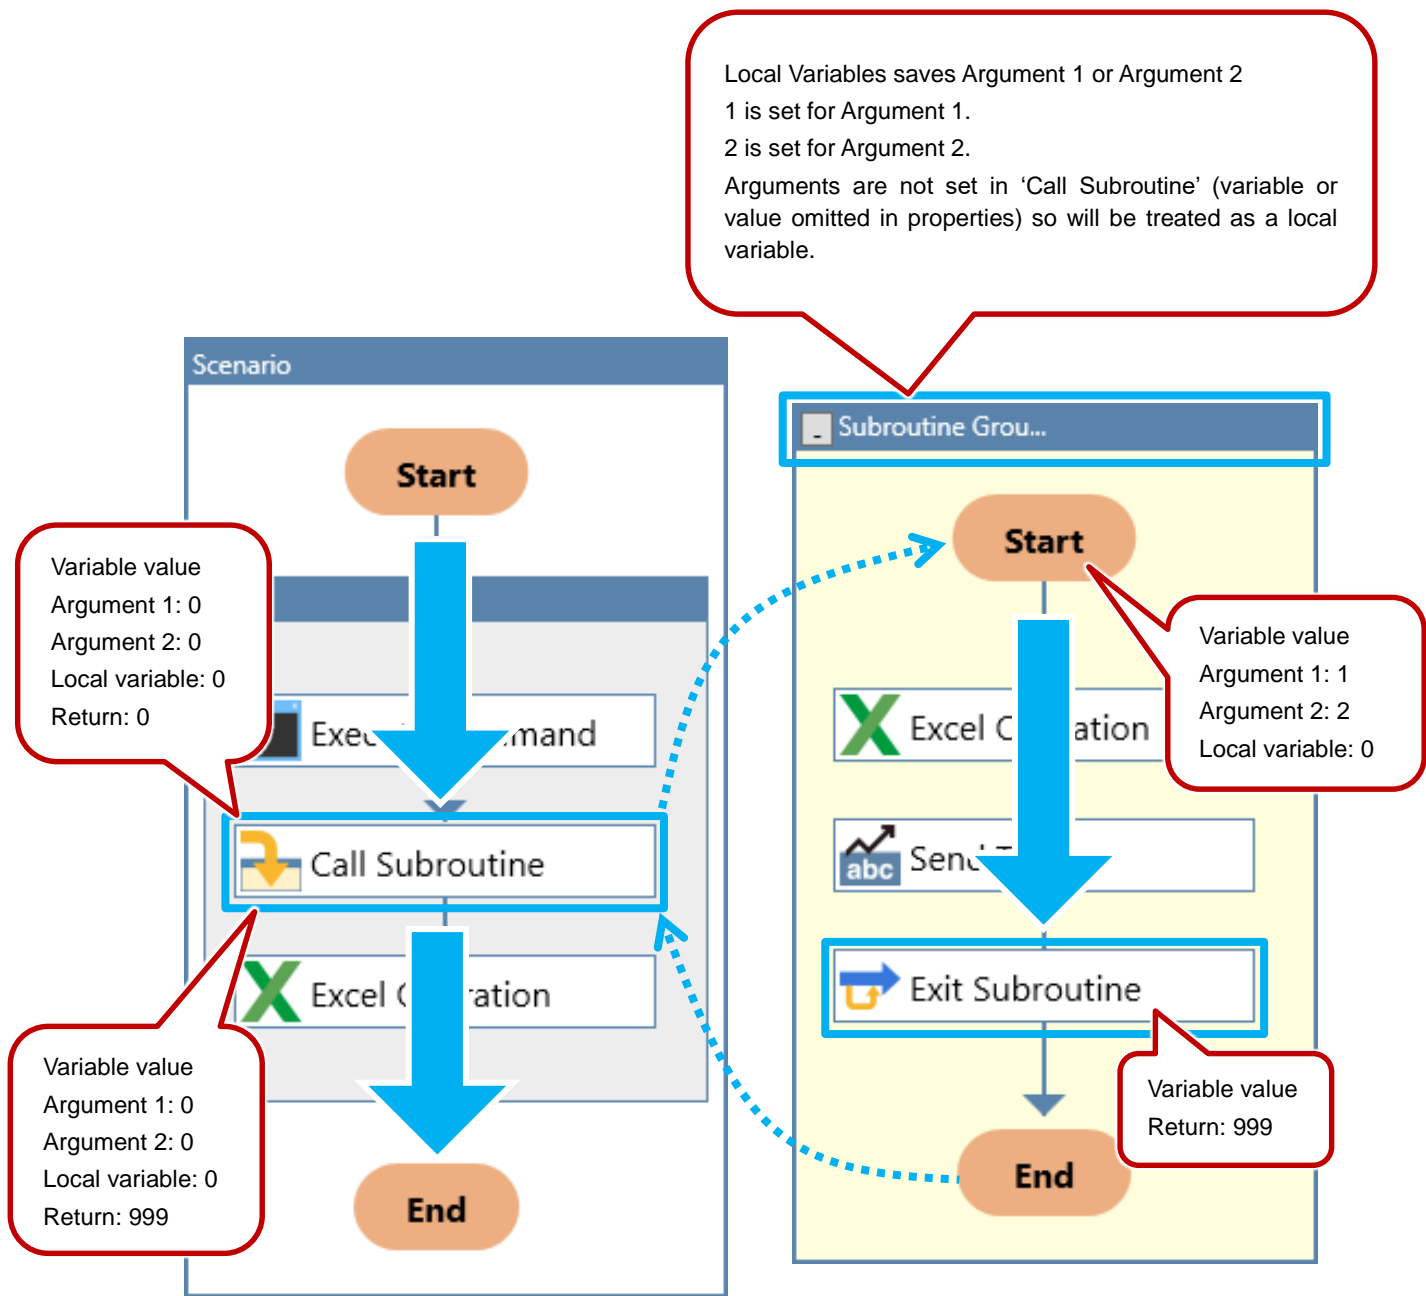 Local Variables saves Argument 1 or Argument 2
1 is set for Argument 1.
2 is set for Argument 2.
Arguments are not set in ‘Call Subroutine’ (variable or
value omitted in properties) so will be treated as a local
variable.
Scenario
Start
Variable value
Argument 1: 0
Argument 2: 0
Local variable: 0
Return: 0
Call Subroutine
Excel
Variable value
Argument 1: 0
Argument 2: 0
Local variable: 0
Return: 999
End
Subroutine Grou...
Start
Variable value
Argument 1: 1
Argument 2: 2
Local variable: 0
Excel
abc
Send
Exit Subroutine
Variable value
Return: 999
End